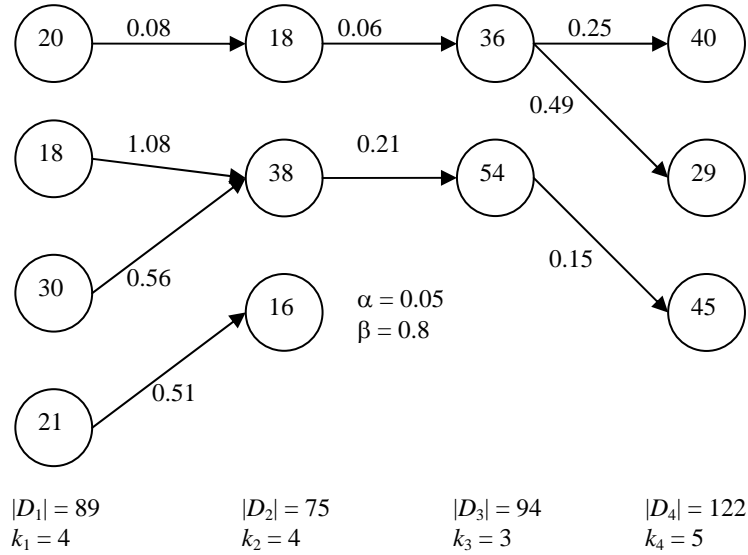 20 0.08 18 0.06 36 0.25 40
0.49
18 1.08 38 0.21 54 29
30 0.56 16 0.15 45
α = 0.05
β = 0.8
21 0.51
|D₁| = 89 |D₂| = 75 |D₃| = 94 |D₄| = 122
k₁ = 4 k₂ = 4 k₃ = 3 k₄ = 5